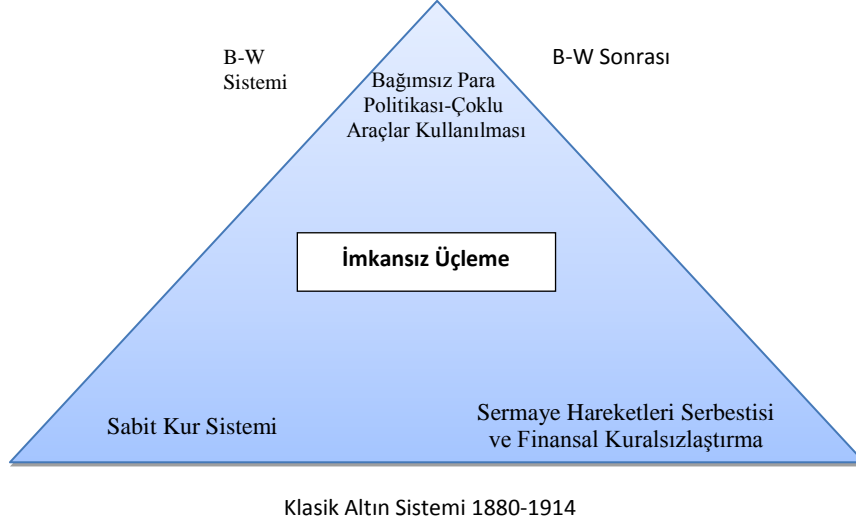 B-W
Sistemi
B-W Sonrası
Bağımsız Para
Politikası-Çoklu
Araçlar Kullanılması
İmkansız Üçleme
Sabit Kur Sistemi
Sermaye Hareketleri Serbestisi
ve Finansal Kuralsızlaştırma
Klasik Altın Sistemi 1880-1914